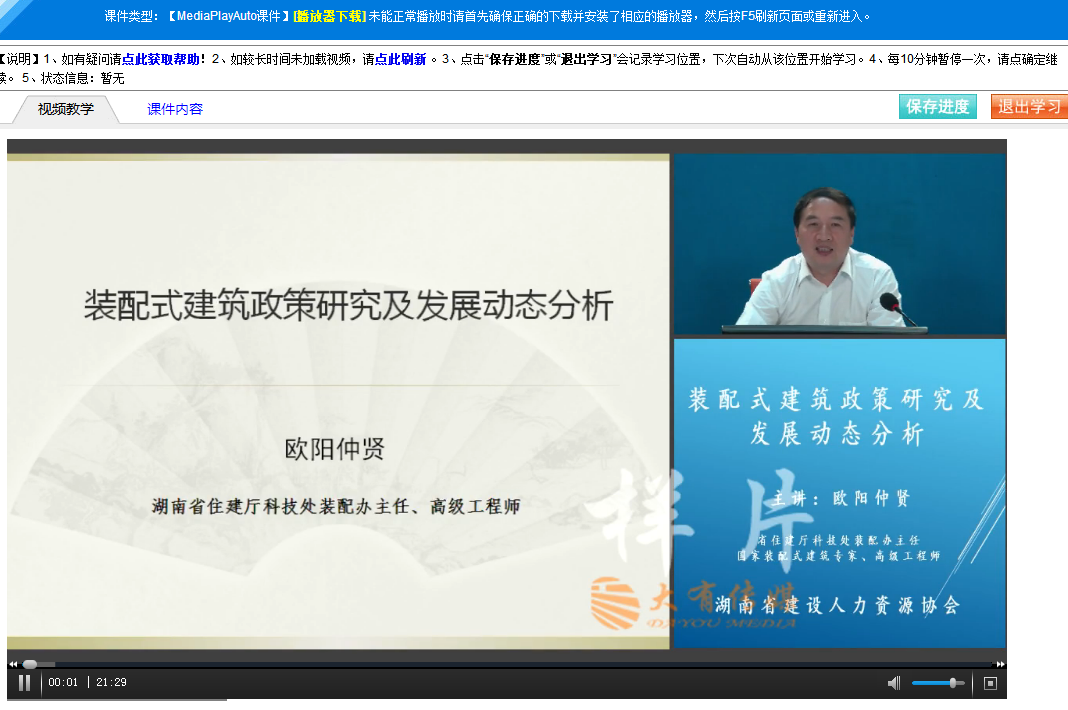 课件类型：【MediaPlayAuto课件】[播放器下载]未能正常播放时请首先确保正确的下载并安装了相应的播放器，然后按F5刷新页面或重新进入。
【说明】1、如有疑问请点此获取帮助！2、如较长时间未加载视频，请点此刷新 。3、点击“保存进度”或“退出学习”会记录学习位置，下次自动从该位置开始学习。4、每10分钟暂停一次，请点确定继
续。 5、状态信息：暂无
视频教学
课件内容
保存进度
退出学习
装配式建筑政策研究及发展动态分析
欧阳仲贤
湖南省住建厅科技处装配办主任、高级工程师
装配式建筑政策研究及
发展动态分析
主讲：欧阳仲贤
省住建厅科技处装配办主任
国家装配式建筑专家、高级工程师
湖南省建设人力资源协会
样片
大有传媒
DAYOU MEDIA
00:01 | 21:29